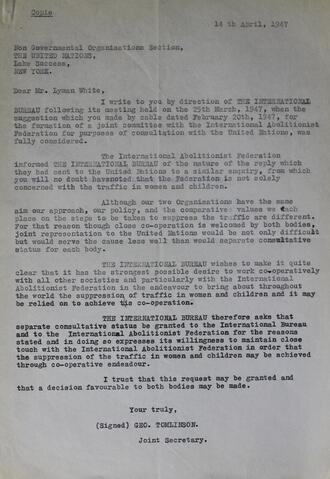 Copie
14 th April, 1947
Non Governmental Organisations Section,
THE UNITED NATIONS,
Lake Success,
NEW YORK.
Dear Mr. Lyman White,
I write to you by direction of THE INTERNATIONAL
BUREAU following its meeting held on the 25th March, 1947, when the
suggestion which you made by cable dated February 20th, 1947, for
the formation of a joint committee with the International Abolitionist
Federation for purposes of consultation with the United Nations, was
fully considered.
The International Abolitionist Federation
informed THE INTERNATIONAL BUREAU of the nature of the reply which
they had sent to the United Nations to a similar enquiry, from which
you will no doubt have noted that the Federation is not solely
concerned with the traffic in women and children.
Although our two Organisations have the same
aim our approach, our policy, and the comparative values we each
place on the steps to be taken to suppress the traffic are different.
For that reason though close co-operation is welcomed by both bodies,
joint representation to the United Nations would be not only difficult
but would serve the cause less well than would separate consultative
status for each body.
THE INTERNATIONAL BUREAU wishes to make it quite
clear that it has the strongest possible desire to work co-operatively
with all other societies and particularly with the International
Abolitionist Federation in the endeavour to bring about throughout
the world the suppression of traffic in women and children and it may
be relied on to achieve this co-operation.
THE INTERNATIONAL BUREAU therefore asks that
separate consultative status be granted to the International Bureau
and to the International Abolitionist Federation for the reasons
stated and in doing so expresses its willingness to maintain close
touch with the International Abolitionist Federation in order that
the suppression of the traffic in women and children may be achieved
through co-operative endeadour.
I trust that this request may be granted and
that a decision favourable to both bodies may be made.
Your truly,
(Signed) GEO. TOMLINSON.
Joint Secretary.